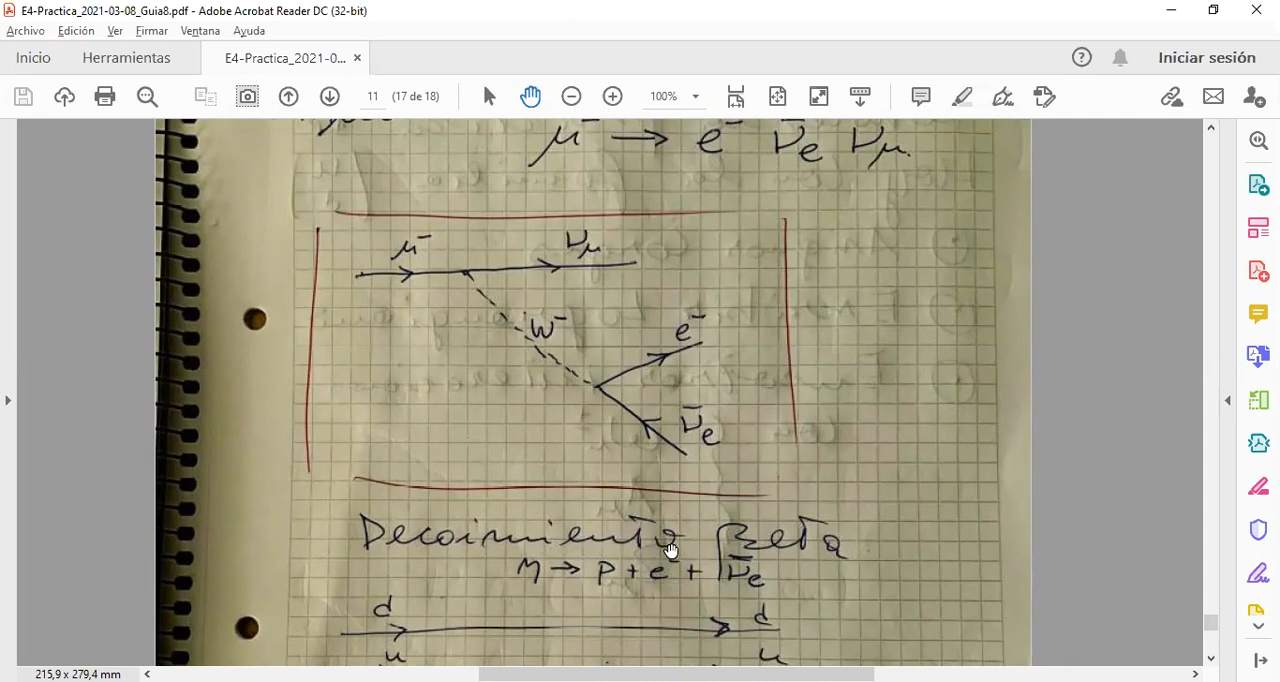 E4-Practica_2021-03-08_Guia8.pdf - Adobe Acrobat Reader DC (32-bit)
Archivo Edición Ver Firmar Ventana Ayuda
Inicio Herramientas E4-Practica_2021-0... × Iniciar sesión
11 (17 de 18) 100%
μ⁻ → e⁻ ν̄e νμ
μ⁻ νμ
W⁻ e⁻
ν̄e
Decaimiento Beta
n → p + e⁻ + ν̄e
d d
u u
215,9 x 279,4 mm